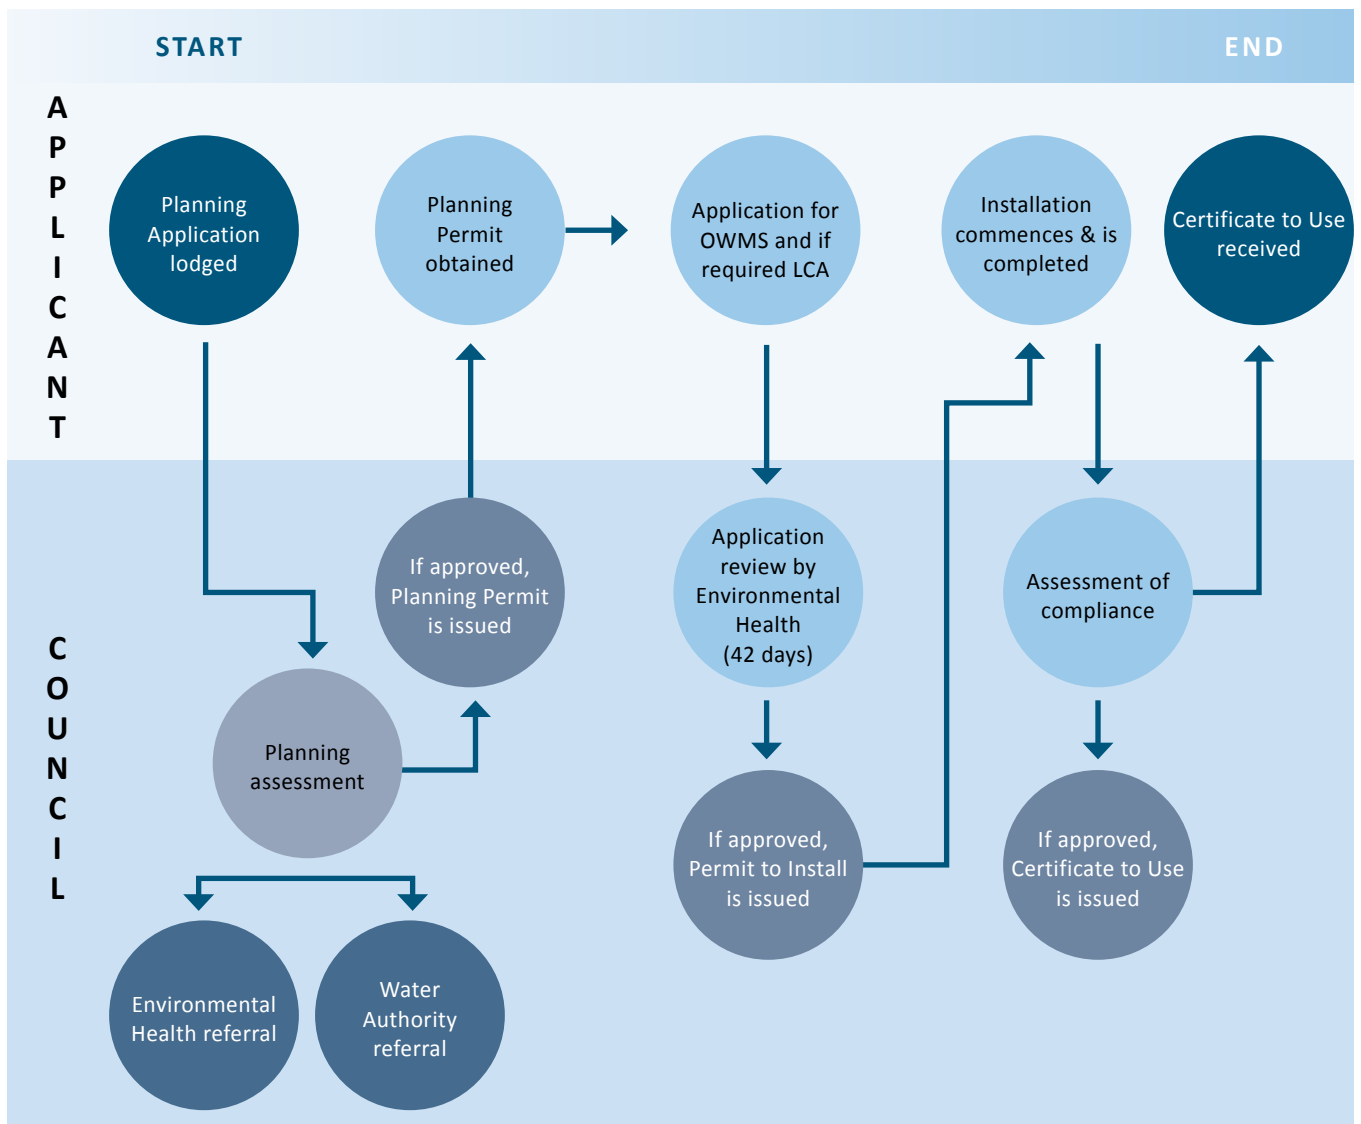 START
END
APPLICANT
Planning
Application
lodged
Planning
Permit
obtained
Application for
OWMS and if
required LCA
Installation
commences & is
completed
Certificate to Use
received
COUNCIL
If approved,
Planning Permit
is issued
Application
review by
Environmental
Health
(42 days)
Assessment of
compliance
Planning
assessment
If approved,
Permit to Install
is issued
If approved,
Certificate to Use
is issued
Environmental
Health referral
Water
Authority
referral